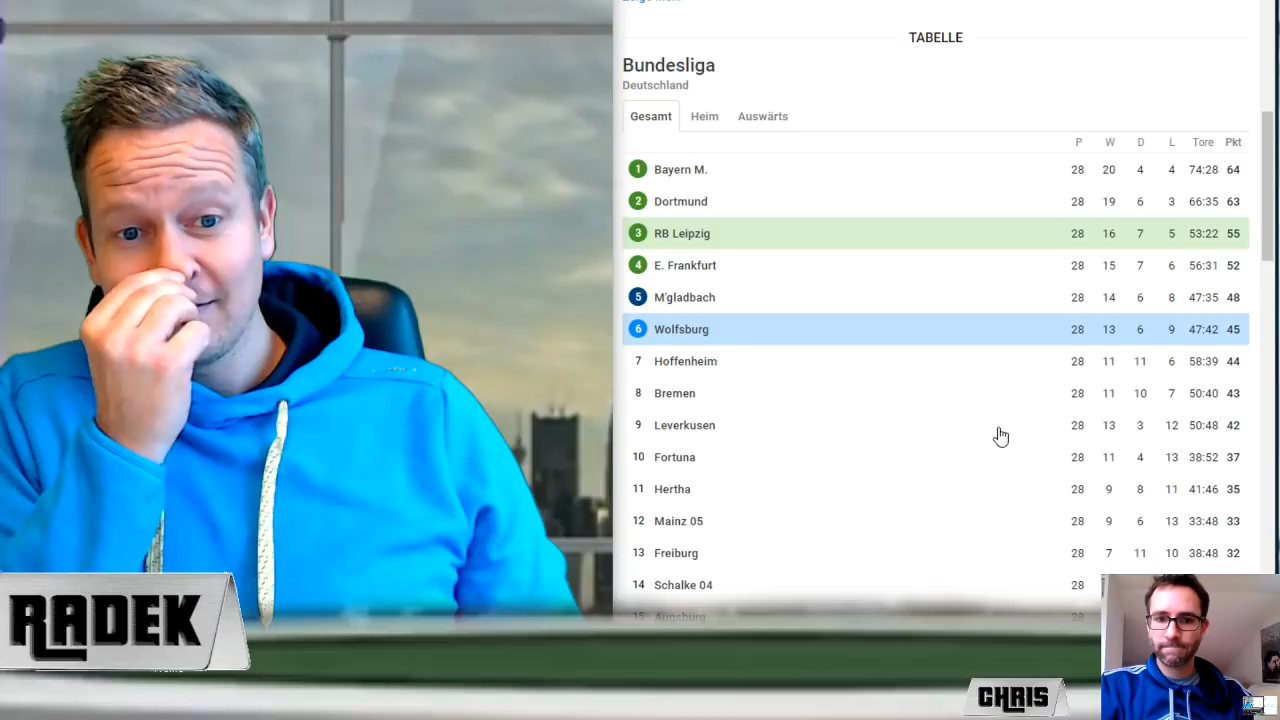 TABELLE
Bundesliga
Deutschland
Gesamt Heim Auswärts
P W D L Tore Pkt
1 Bayern M. 28 20 4 4 74:28 64
2 Dortmund 28 19 6 3 66:35 63
3 RB Leipzig 28 16 7 5 53:22 55
4 E. Frankfurt 28 15 7 6 56:31 52
5 M'gladbach 28 14 6 8 47:35 48
6 Wolfsburg 28 13 6 9 47:42 45
7 Hoffenheim 28 11 11 6 58:39 44
8 Bremen 28 11 10 7 50:40 43
9 Leverkusen 28 13 3 12 50:48 42
10 Fortuna 28 11 4 13 38:52 37
11 Hertha 28 9 8 11 41:46 35
12 Mainz 05 28 9 6 13 33:48 33
13 Freiburg 28 7 11 10 38:48 32
14 Schalke 04 28
15 Augsburg 28
RADEK
CHRIS